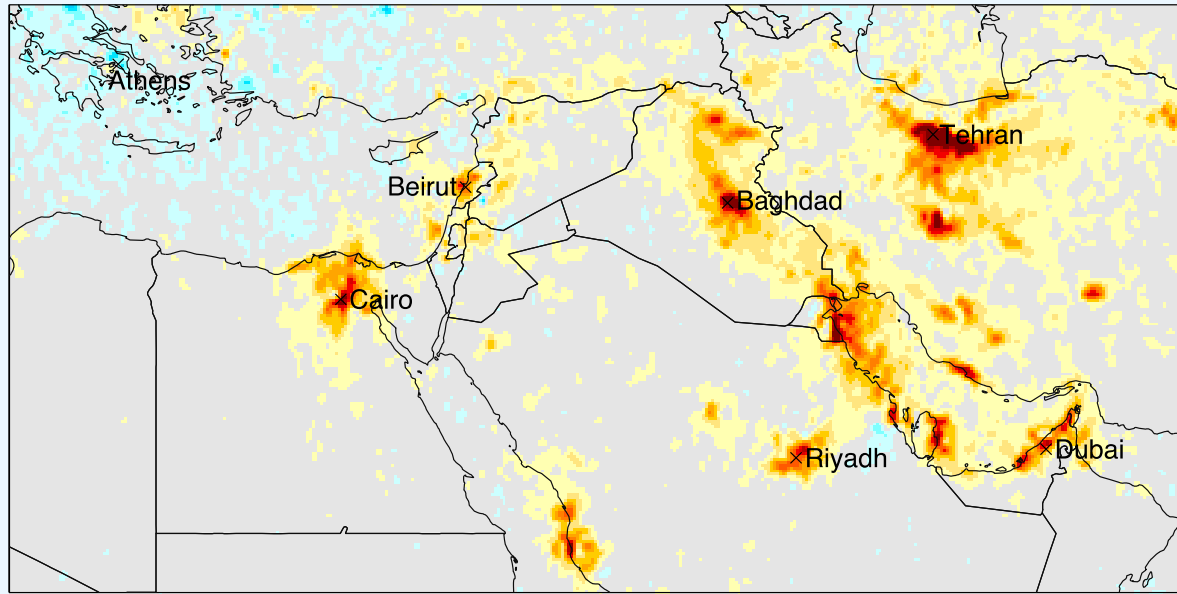 Athens
Tehran
Beirut
Baghdad
Cairo
Riyadh
Dubai